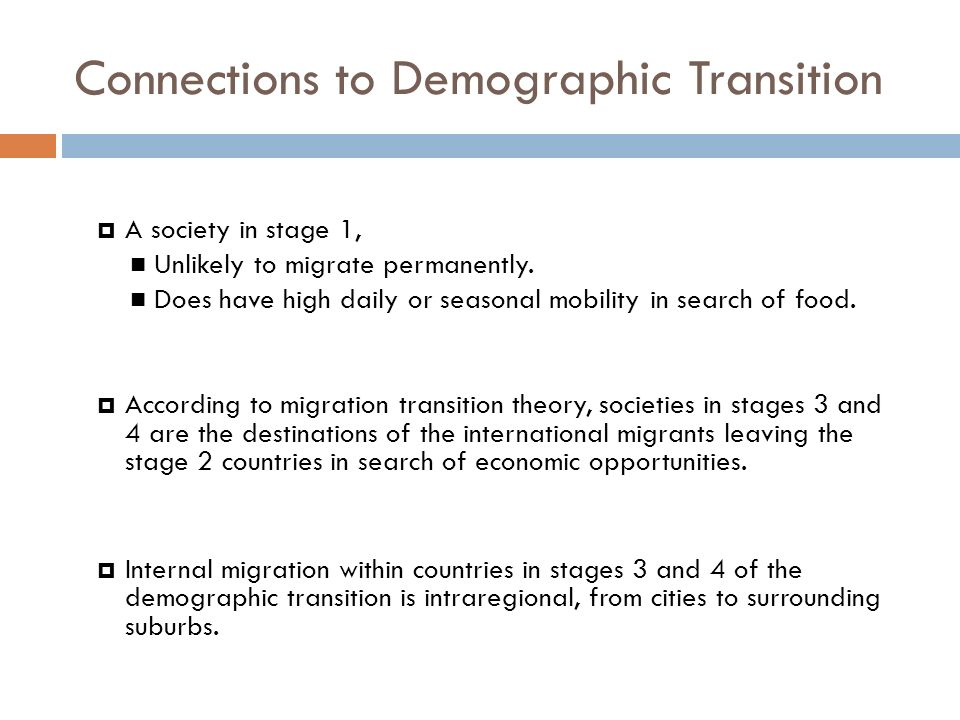 Connections to Demographic Transition
A society in stage 1,
Unlikely to migrate permanently.
Does have high daily or seasonal mobility in search of food.
According to migration transition theory, societies in stages 3 and
4 are the destinations of the international migrants leaving the
stage 2 countries in search of economic opportunities.
Internal migration within countries in stages 3 and 4 of the
demographic transition is intraregional, from cities to surrounding
suburbs.